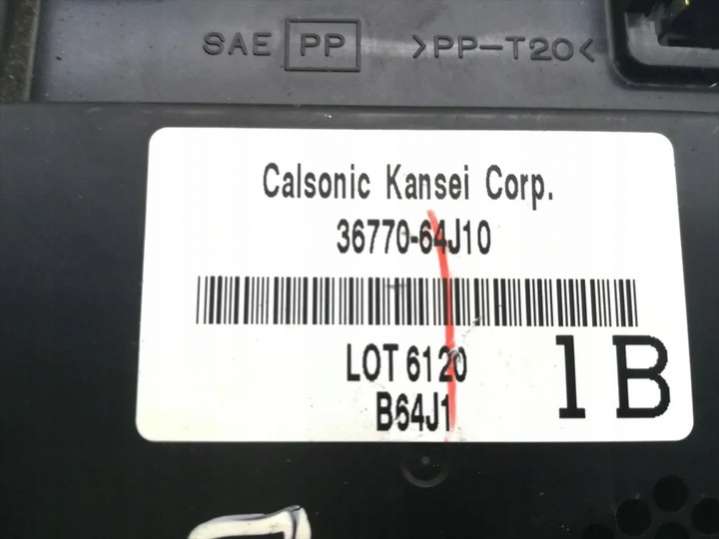 SAE PP >PP-T20<
Calsonic Kansei Corp.
36770-64J10
LOT 6120
B64J1
1B